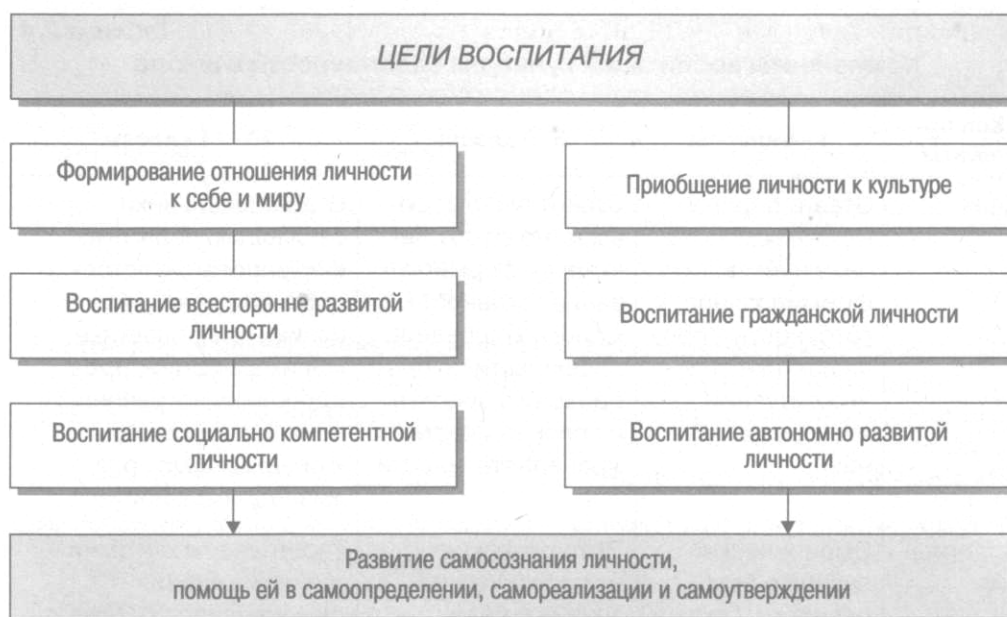 ЦЕЛИ ВОСПИТАНИЯ
Формирование отношения личности
к себе и миру
Приобщение личности к культуре
Воспитание всесторонне развитой
личности
Воспитание гражданской личности
Воспитание социально компетентной
личности
Воспитание автономно развитой
личности
Развитие самосознания личности,
помощь ей в самоопределении, самореализации и самоутверждении